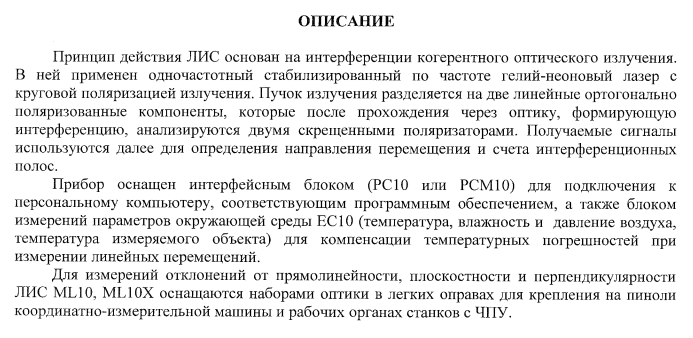 ОПИСАНИЕ
Принцип действия ЛИС основан на интерференции когерентного оптического излучения.
В ней применен одночастотный стабилизированный по частоте гелий-неоновый лазер с
круговой поляризацией излучения. Пучок излучения разделяется на две линейные ортогонально
поляризованные компоненты, которые после прохождения через оптику, формирующую
интерференцию, анализируются двумя скрещенными поляризаторами. Получаемые сигналы
используются далее для определения направления перемещения и счета интерференционных
полос.
Прибор оснащен интерфейсным блоком (PC10 или PCM10) для подключения к
персональному компьютеру, соответствующим программным обеспечением, а также блоком
измерений параметров окружающей среды EC10 (температура, влажность и давление воздуха,
температура измеряемого объекта) для компенсации температурных погрешностей при
измерении линейных перемещений.
Для измерений отклонений от прямолинейности, плоскостности и перпендикулярности
ЛИС ML10, ML10X оснащаются наборами оптики в легких оправах для крепления на пиноли
координатно-измерительной машины и рабочих органах станков с ЧПУ.